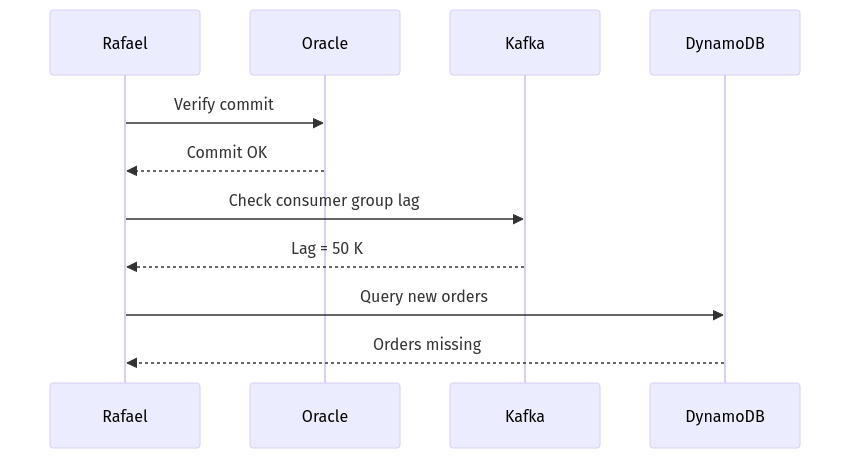 Rafael
Oracle
Kafka
DynamoDB
Verify commit
Commit OK
Check consumer group lag
Lag = 50 K
Query new orders
Orders missing
Rafael
Oracle
Kafka
DynamoDB